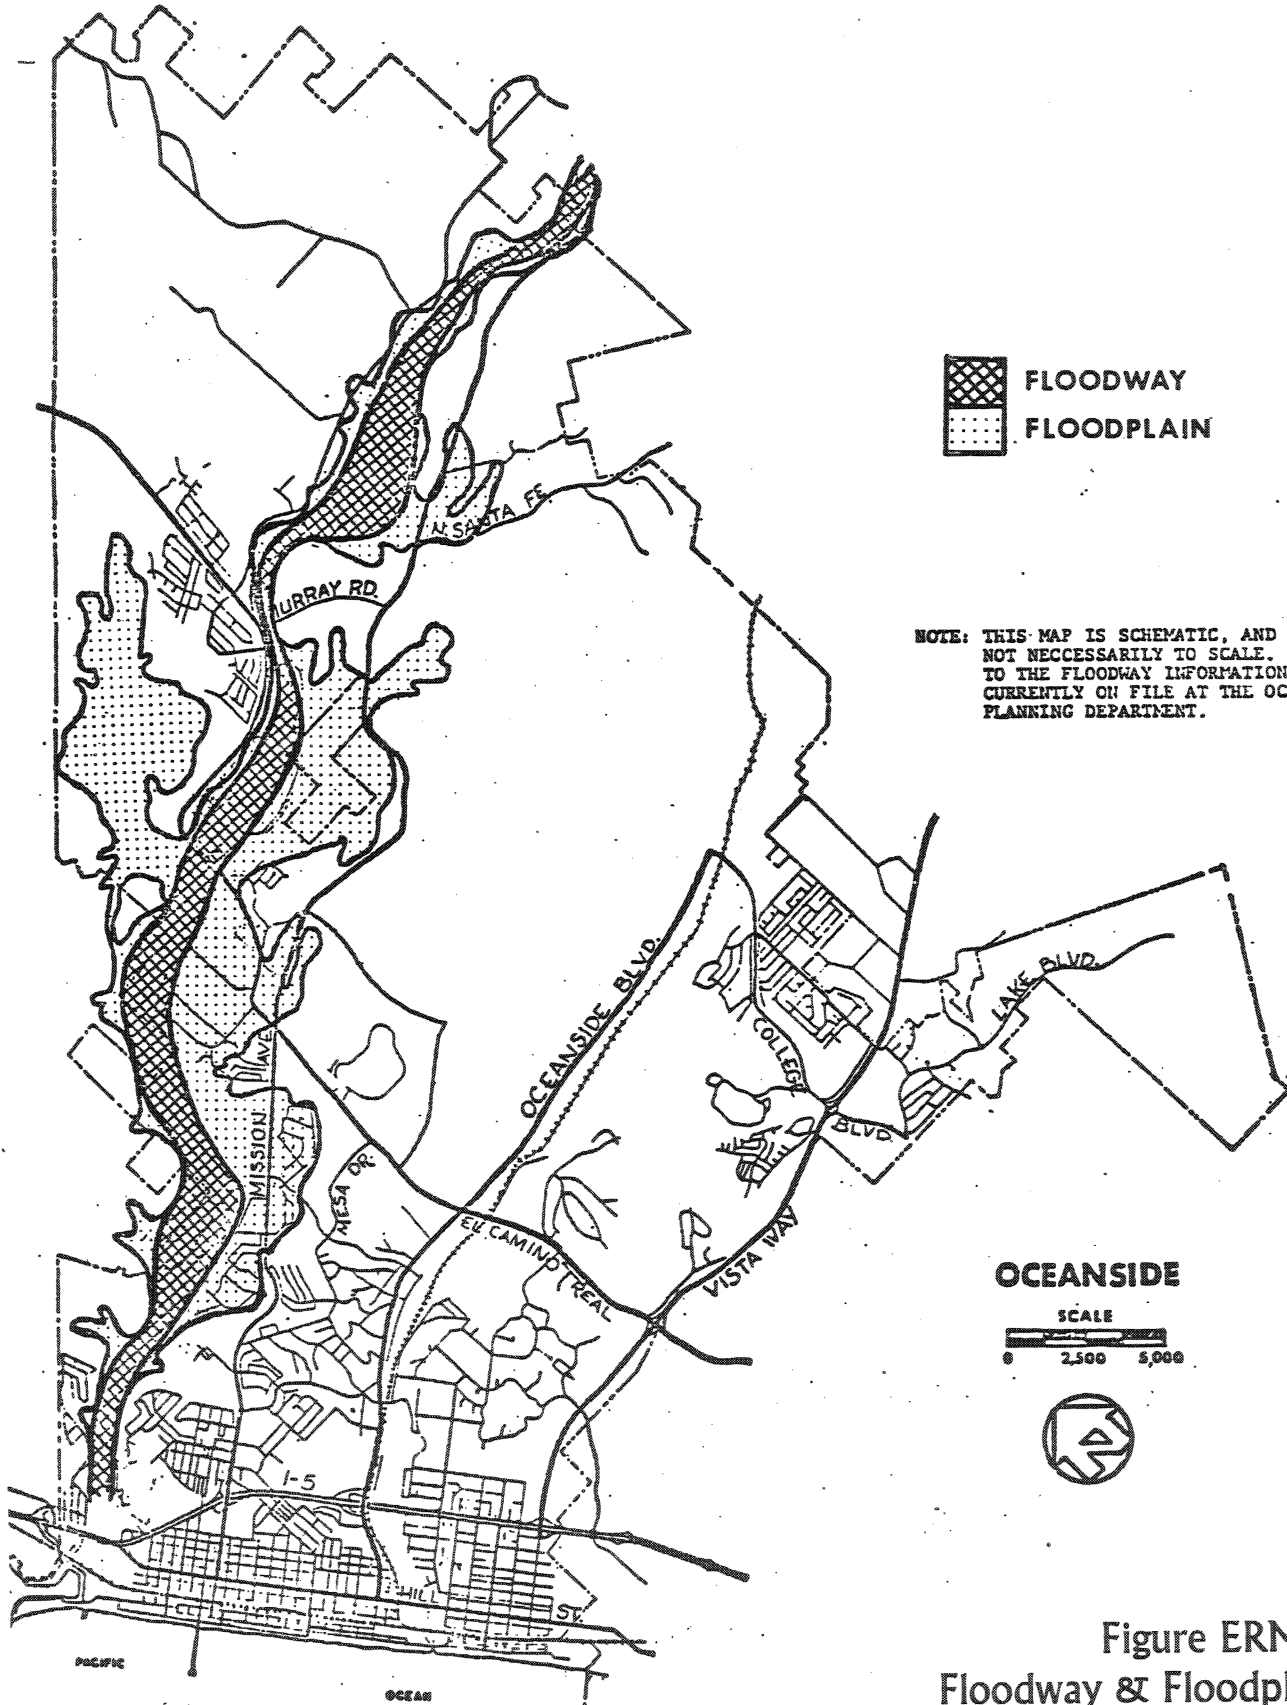 FLOODWAY
FLOODPLAIN
N. SANTA FE.
URRAY RD.
NOTE: THIS MAP IS SCHEMATIC, AND
NOT NECCESSARILY TO SCALE.
TO THE FLOODWAY INFORMATION
CURRENTLY ON FILE AT THE OC
PLANNING DEPARTMENT.
OCEANSIDE BLVD.
LAKE BLVD.
COLLEGE
BLVD.
MISSION AVE
MESA DR.
EL CAMINO REAL
VISTA WAY
OCEANSIDE
SCALE
0 2,500 5,000
I-5
HILL ST.
PACIFIC
OCEAN
Figure ERN
Floodway & Floodpl